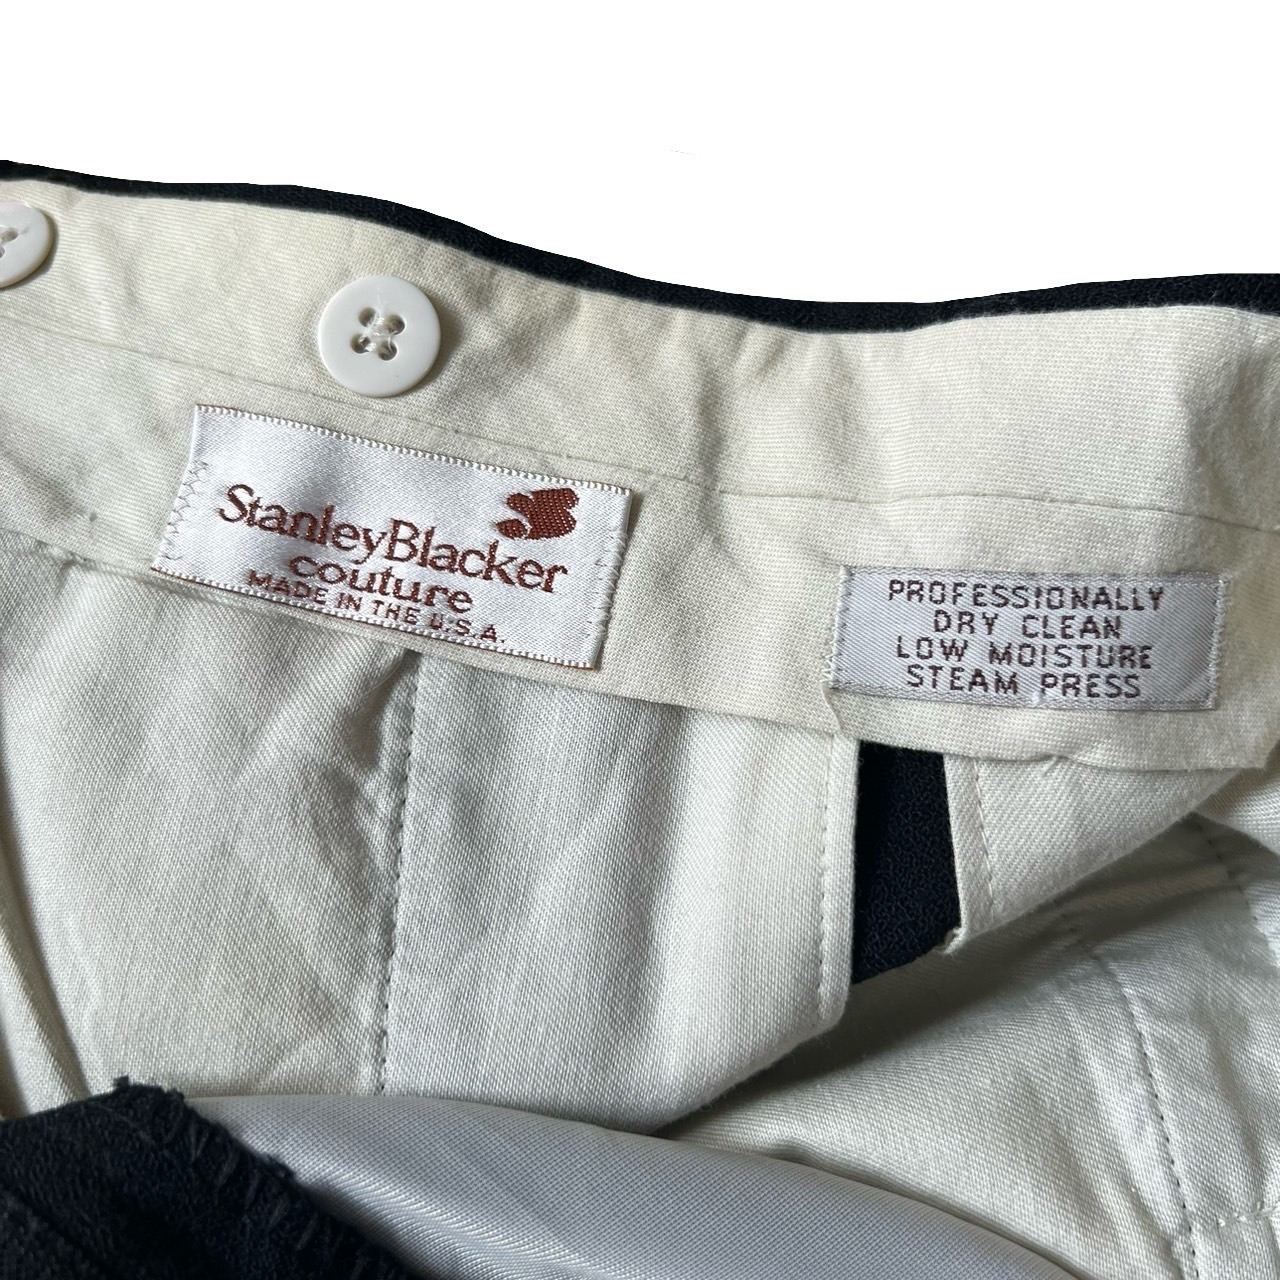 StanleyBlacker
couture
MADE IN THE U.S.A.
PROFESSIONALLY
DRY CLEAN
LOW MOISTURE
STEAM PRESS